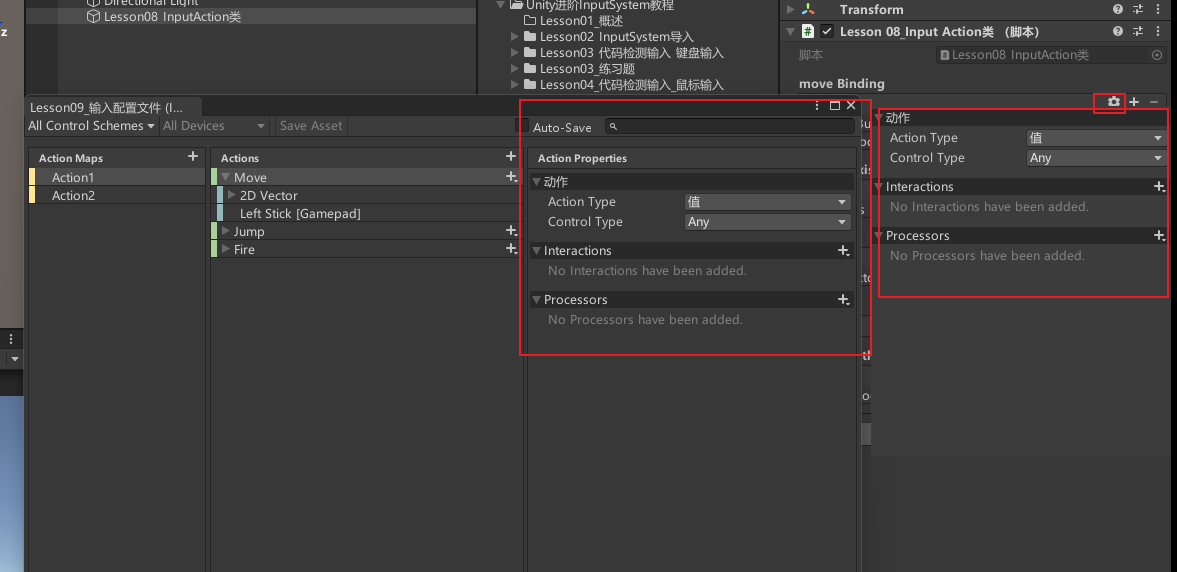 Directional Light
Lesson08 InputAction类
z
Unity进阶InputSystem教程
Lesson01_概述
Lesson02 InputSystem导入
Lesson03 代码检测输入 键盘输入
Lesson03_练习题
Lesson04_代码检测输入_鼠标输入
Transform
Lesson 08_Input Action类 （脚本）
脚本
Lesson08 InputAction类
move Binding
动作
Action Type
值
Control Type
Any
Interactions
No Interactions have been added.
Processors
No Processors have been added.
Lesson09_输入配置文件 (I...
All Control Schemes
All Devices
Save Asset
Auto-Save
Action Maps
Action1
Action2
Actions
Move
2D Vector
Left Stick [Gamepad]
Jump
Fire
Action Properties
动作
Action Type
值
Control Type
Any
Interactions
No Interactions have been added.
Processors
No Processors have been added.